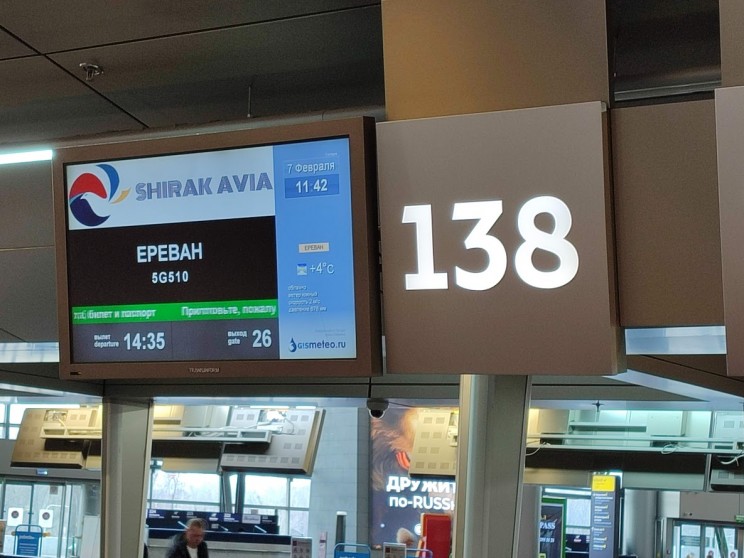 SHIRAK AVIA
7 Февраля
11:42
ЕРЕВАН
5G510
ЕРЕВАН
+4°C
билет и паспорт Приготовьте, пожалу
вылет
departure 14:35
выход
gate 26
GISmeteo.ru
138
ДРУЖИТ
по-RUSS